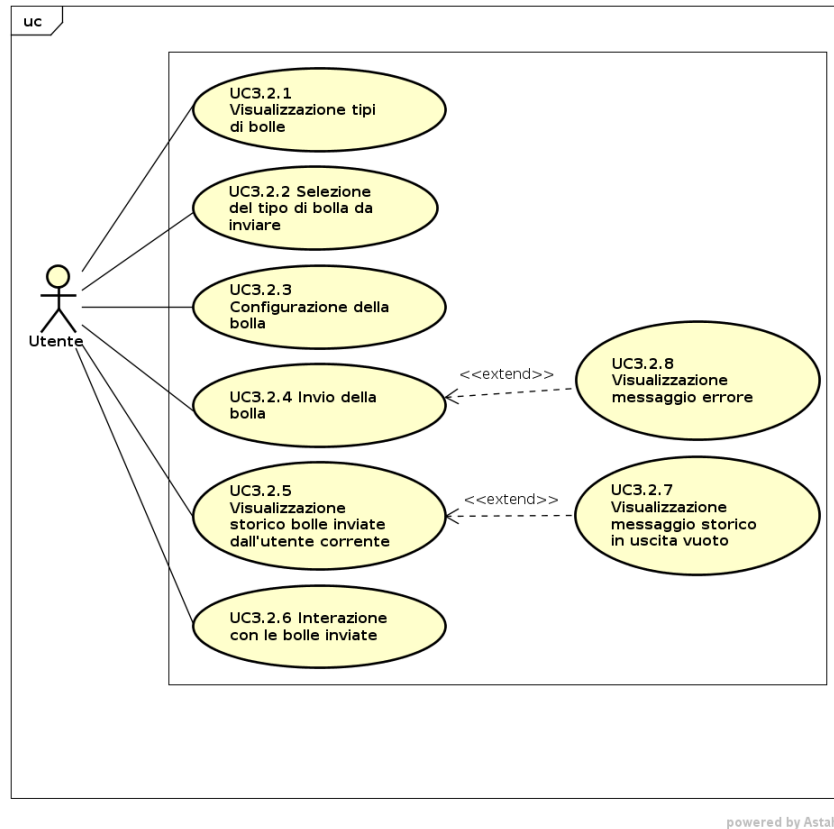 uc
UC3.2.1
Visualizzazione tipi
di bolle
UC3.2.2 Selezione
del tipo di bolla da
inviare
UC3.2.3
Configurazione della
bolla
Utente
UC3.2.4 Invio della
bolla
<<extend>>
UC3.2.8
Visualizzazione
messaggio errore
UC3.2.5
Visualizzazione
storico bolle inviate
dall'utente corrente
<<extend>>
UC3.2.7
Visualizzazione
messaggio storico
in uscita vuoto
UC3.2.6 Interazione
con le bolle inviate
powered by Astah